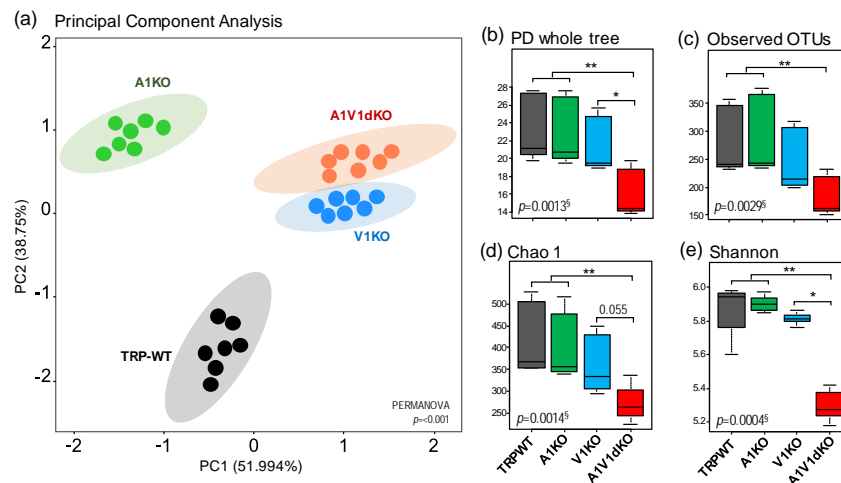 (a) Principal Component Analysis
2
1
0
-1
-2
PC2 (38.75%)
A1KO
A1V1dKO
V1KO
TRP-WT
PERMANOVA
p=<0.001
-2 -1 0 1 2
PC1 (51.994%)
(b) PD whole tree
28
26
24
22
20
18
16
14
**
*
p=0.0013§
(c) Observed OTUs
350
300
250
200
150
**
p=0.0029§
(d) Chao 1
500
450
400
350
300
250
**
0.055
p=0.0014§
TRPWT A1KO V1KO A1V1dKO
(e) Shannon
6.0
5.8
5.6
5.4
5.2
**
*
p=0.0004§
TRPWT A1KO V1KO A1V1dKO